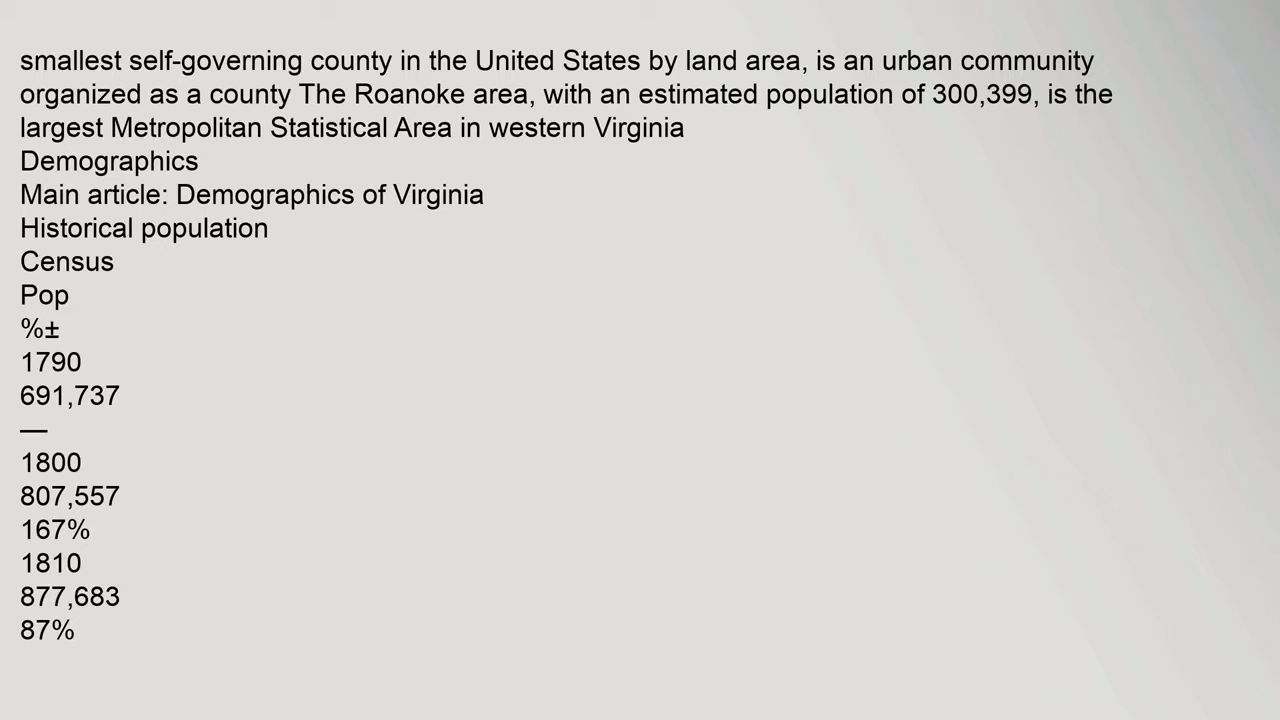 smallest self-governing county in the United States by land area, is an urban community
organized as a county The Roanoke area, with an estimated population of 300,399, is the
largest Metropolitan Statistical Area in western Virginia
Demographics
Main article: Demographics of Virginia
Historical population
Census
Pop
%±
1790
691,737
—
1800
807,557
167%
1810
877,683
87%